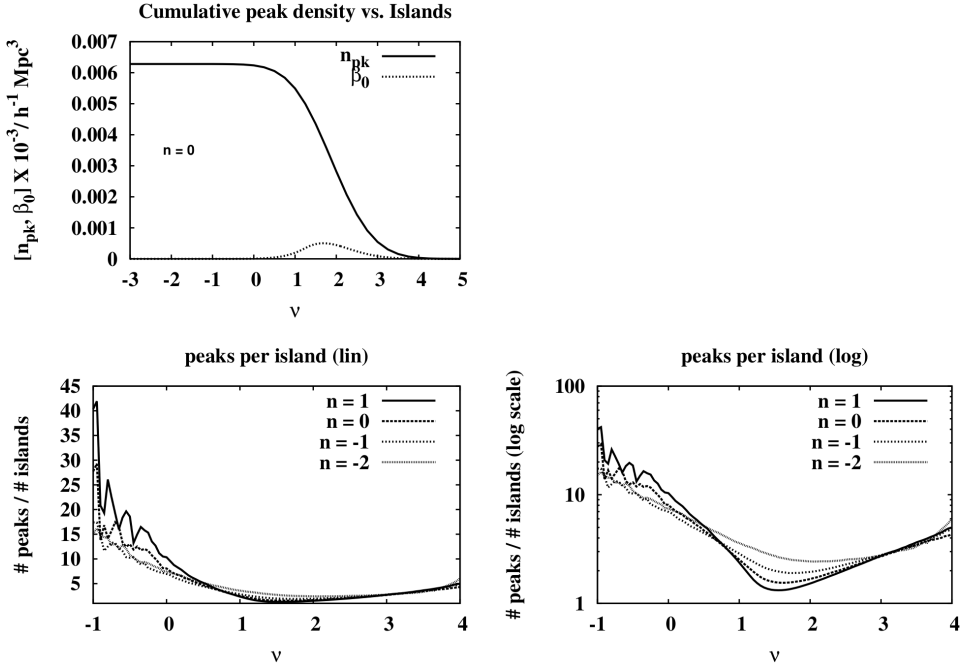 Cumulative peak density vs. Islands
[n_pk, β_0] X 10^-3 / h^-1 Mpc^3
0.007
0.006
0.005
0.004
0.003
0.002
0.001
0
n_pk
β_0
n = 0
-3 -2 -1 0 1 2 3 4 5
ν
peaks per island (lin)
# peaks / # islands
45
40
35
30
25
20
15
10
5
n = 1
n = 0
n = -1
n = -2
-1 0 1 2 3 4
ν
peaks per island (log)
# peaks / # islands (log scale)
100
10
1
n = 1
n = 0
n = -1
n = -2
-1 0 1 2 3 4
ν